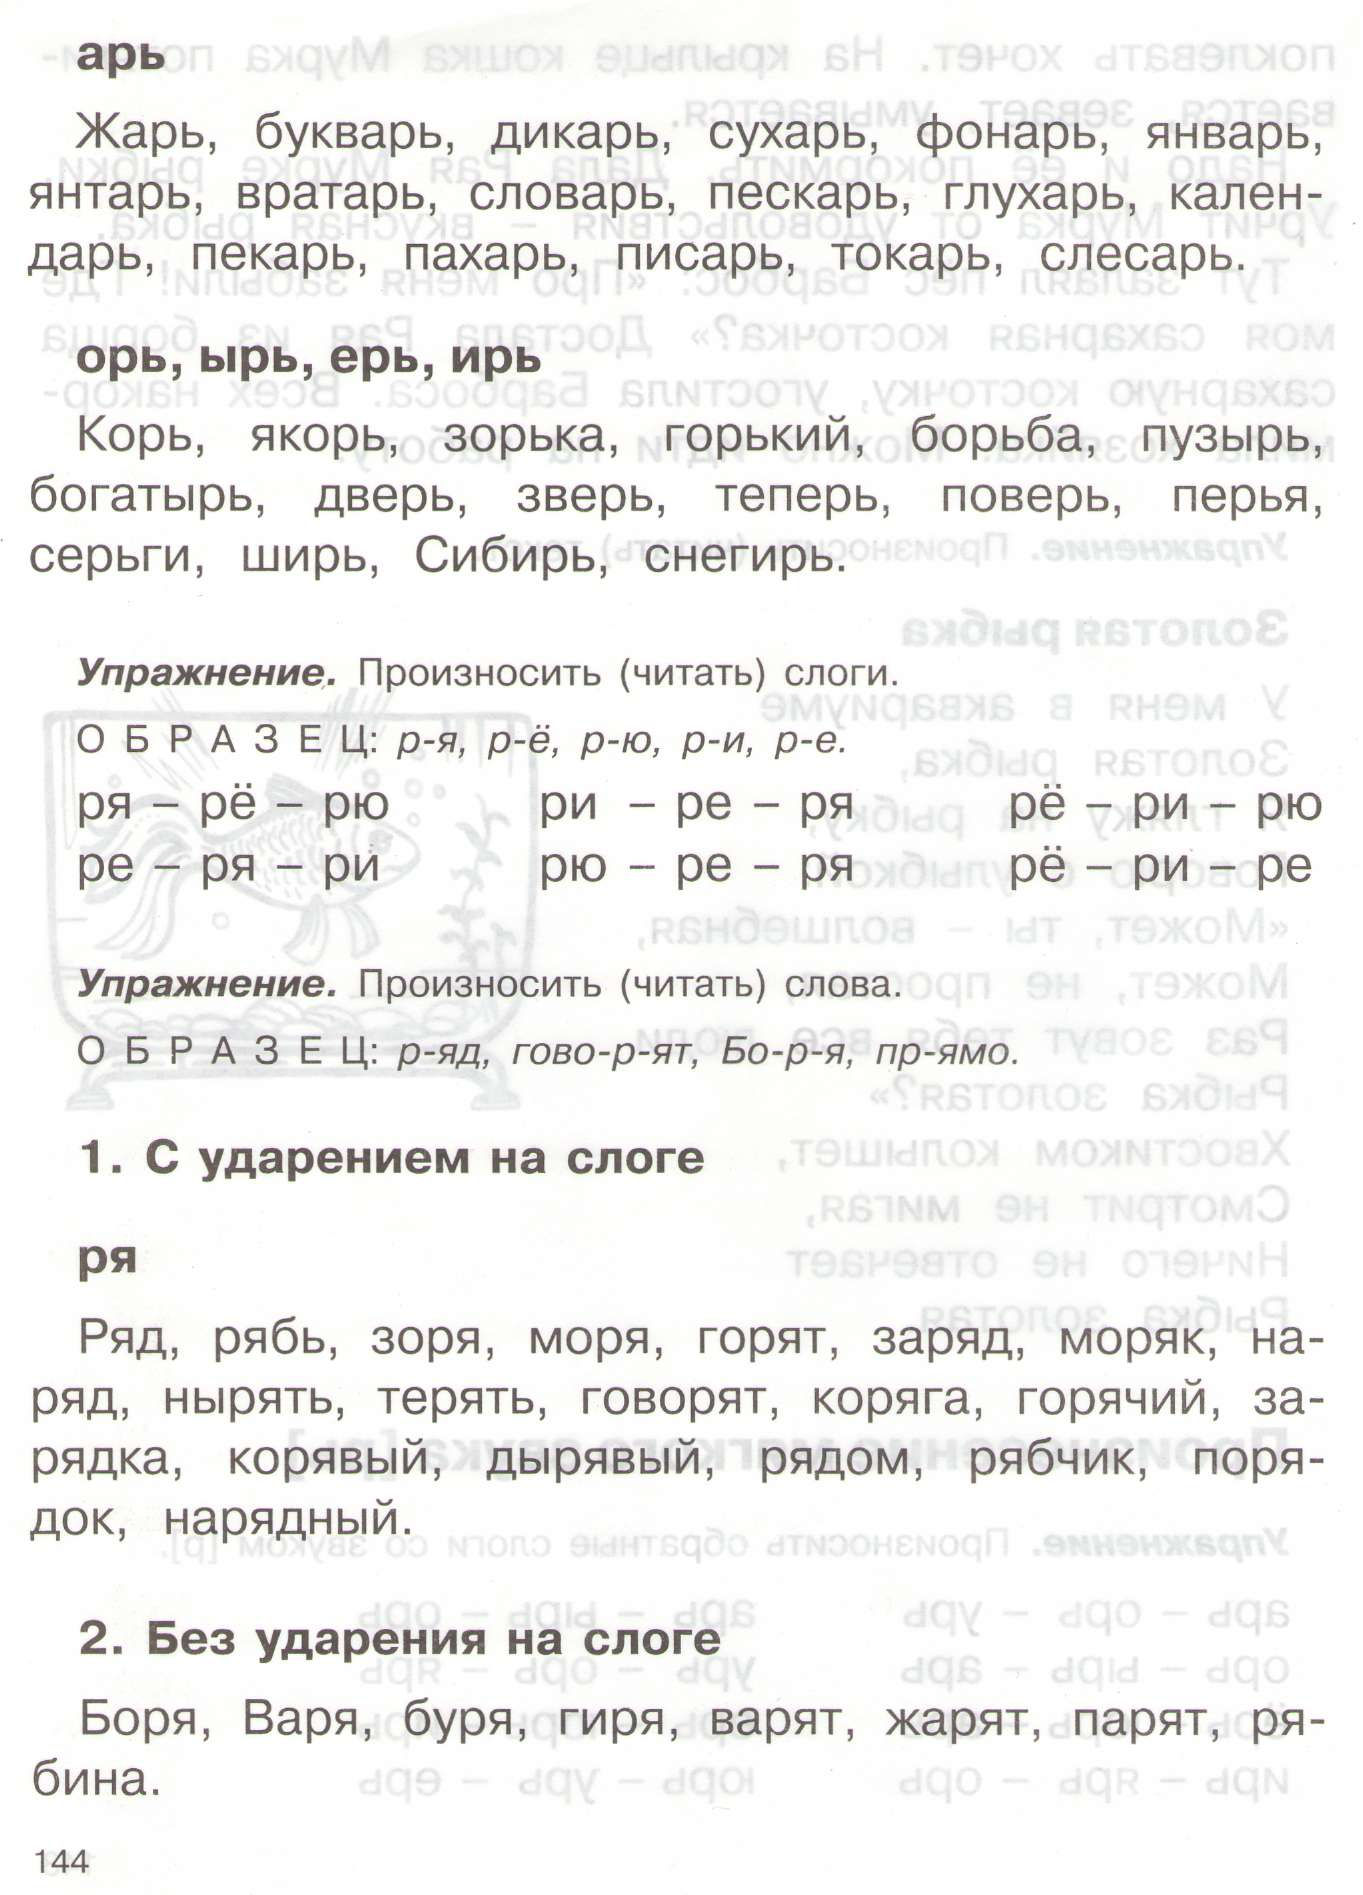 арь
Жарь, букварь, дикарь, сухарь, фонарь, январь,
янтарь, вратарь, словарь, пескарь, глухарь, кален-
дарь, пекарь, пахарь, писарь, токарь, слесарь.
орь, ырь, ерь, ирь
Корь, якорь, зорька, горький, борьба, пузырь,
богатырь, дверь, зверь, теперь, поверь, перья,
серьги, ширь, Сибирь, снегирь.
Упражнение. Произносить (читать) слоги.
О Б Р А З Е Ц: р-я, р-ё, р-ю, р-и, р-е.
ря – рё – рю ри – ре – ря рё – ри – рю
ре – ря – ри рю – ре – ря рё – ри – ре
Упражнение. Произносить (читать) слова.
О Б Р А З Е Ц: р-яд, гово-р-ят, Бо-р-я, пр-ямо.
1. С ударением на слоге
ря
Ряд, рябь, зоря, моря, горят, заряд, моряк, на-
ряд, нырять, терять, говорят, коряга, горячий, за-
рядка, корявый, дырявый, рядом, рябчик, поря-
док, нарядный.
2. Без ударения на слоге
Боря, Варя, буря, гиря, варят, жарят, парят, ря-
бина.
144